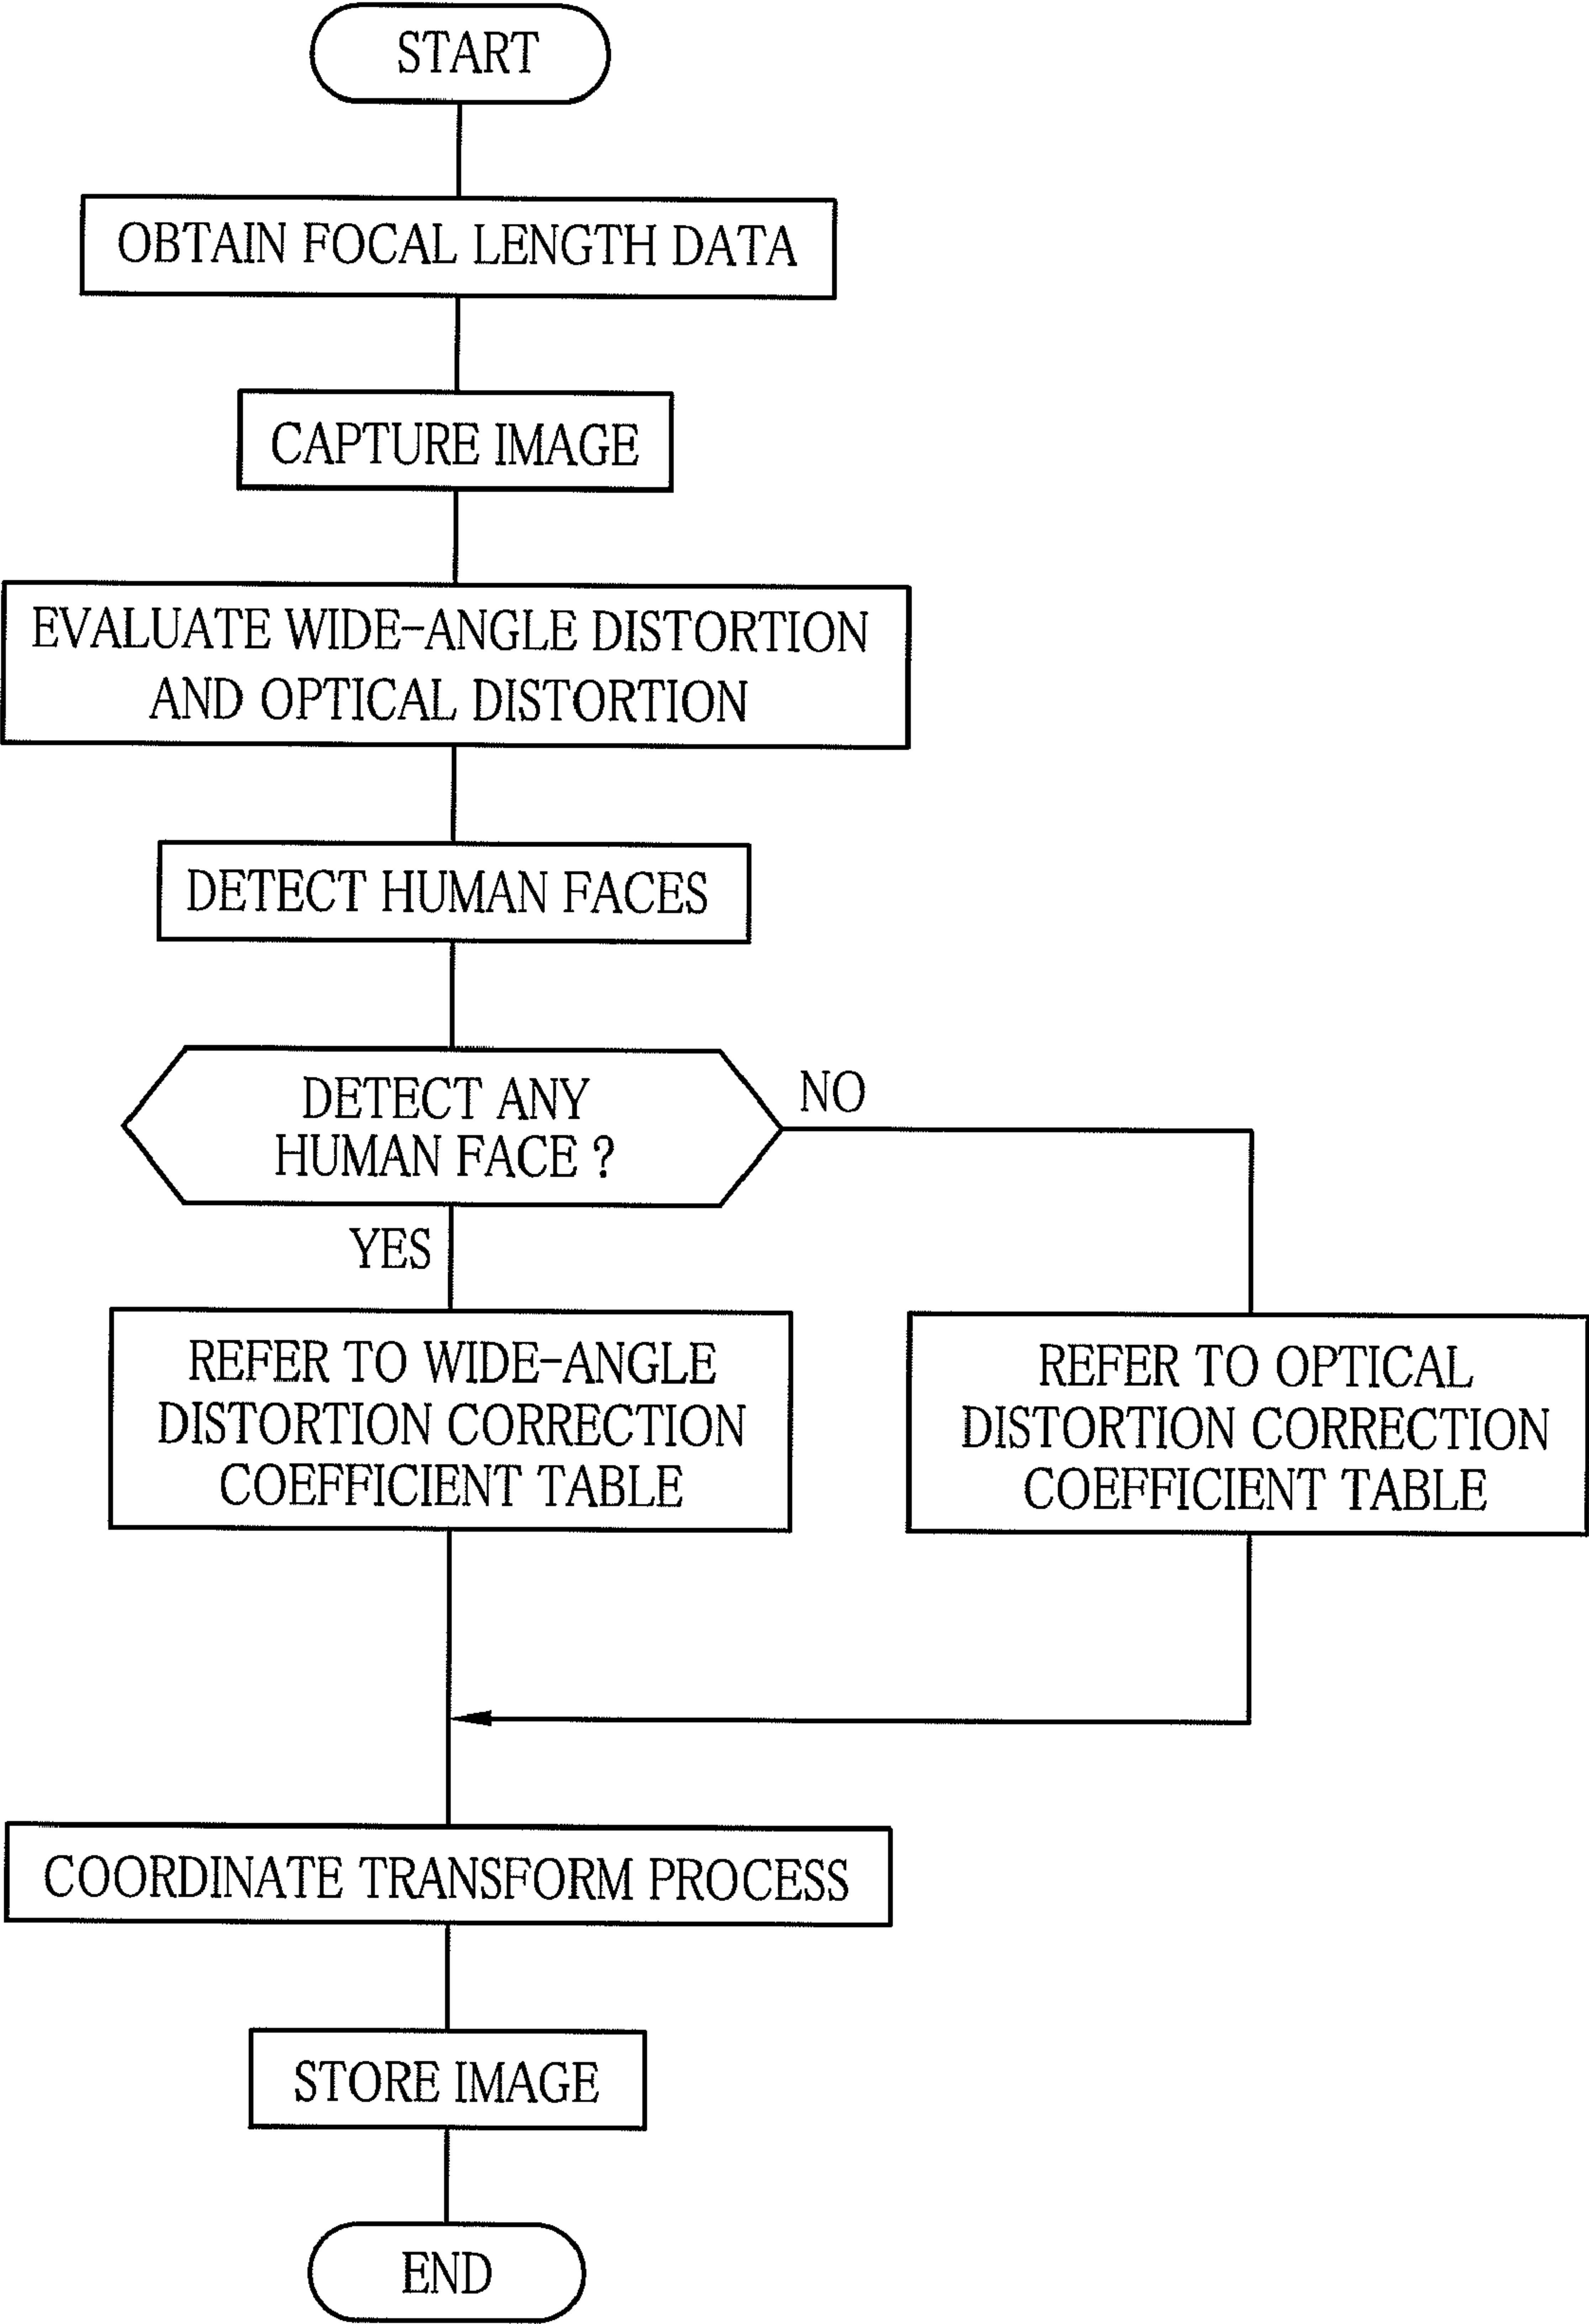 START
OBTAIN FOCAL LENGTH DATA
CAPTURE IMAGE
EVALUATE WIDE-ANGLE DISTORTION
AND OPTICAL DISTORTION
DETECT HUMAN FACES
DETECT ANY
HUMAN FACE ?
NO
YES
REFER TO WIDE-ANGLE
DISTORTION CORRECTION
COEFFICIENT TABLE
REFER TO OPTICAL
DISTORTION CORRECTION
COEFFICIENT TABLE
COORDINATE TRANSFORM PROCESS
STORE IMAGE
END